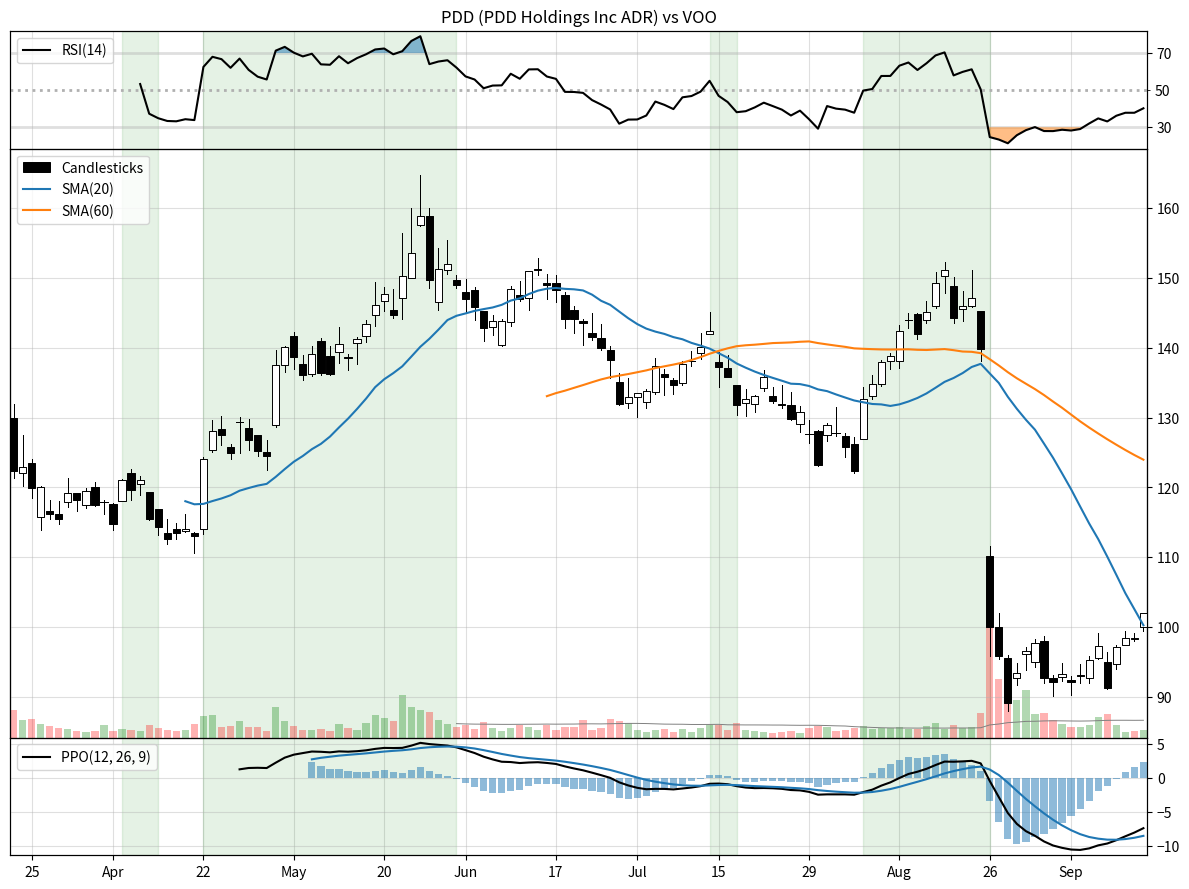 PDD (PDD Holdings Inc ADR) vs VOO
RSI(14)
70
50
30
Candlesticks
SMA(20)
SMA(60)
160
150
140
130
120
110
100
90
PPO(12, 26, 9)
5
0
−5
−10
25 Apr 22 May 20 Jun 17 Jul 15 29 Aug 26 Sep